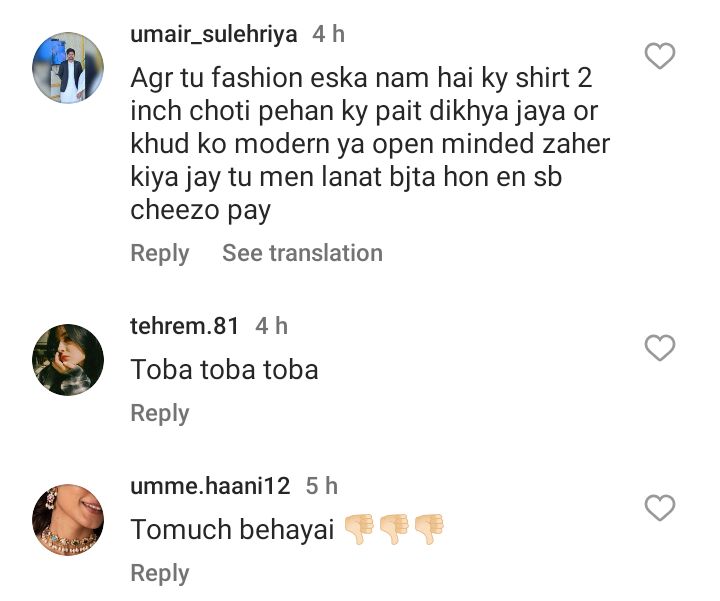 umair_sulehriya 4 h
Agr tu fashion eska nam hai ky shirt 2
inch choti pehan ky pait dikhya jaya or
khud ko modern ya open minded zaher
kiya jay tu men lanat bjta hon en sb
cheezo pay
Reply See translation
tehrem.81 4 h
Toba toba toba
Reply
umme.haani12 5 h
Tomuch behayai 👎🏻👎🏻👎🏻
Reply